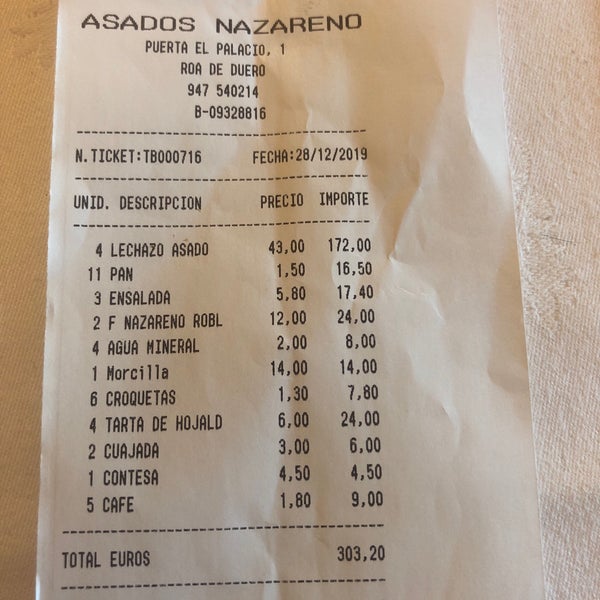 ASADOS NAZARENO
PUERTA EL PALACIO, 1
ROA DE DUERO
947 540214
B-09328816
N.TICKET:TB000716 FECHA:28/12/2019
UNID. DESCRIPCION PRECIO IMPORTE
4 LECHAZO ASADO 43,00 172,00
11 PAN 1,50 16,50
3 ENSALADA 5,80 17,40
2 F NAZARENO ROBL 12,00 24,00
4 AGUA MINERAL 2,00 8,00
1 Morcilla 14,00 14,00
6 CROQUETAS 1,30 7,80
4 TARTA DE HOJALD 6,00 24,00
2 CUAJADA 3,00 6,00
1 CONTESA 4,50 4,50
5 CAFE 1,80 9,00
TOTAL EUROS 303,20